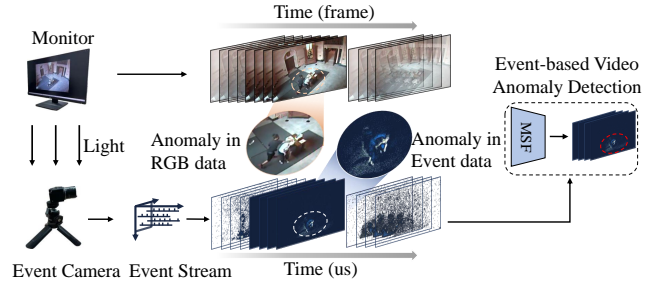 Time (frame)
Monitor
Event-based Video
Anomaly Detection
Light
Anomaly in
RGB data
Anomaly in
Event data
MSF
Event Camera
Event Stream
Time (us)